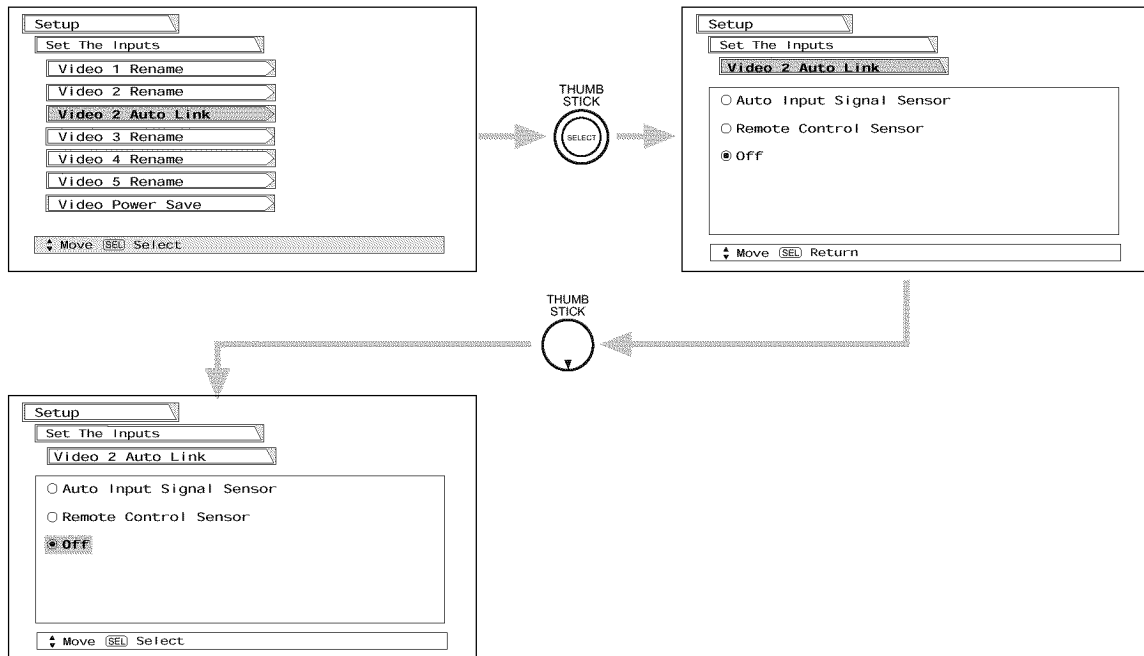 Setup
Set The Inputs
Video 1 Rename
Video 2 Rename
Video 2 Auto Link
Video 3 Rename
Video 4 Rename
Video 5 Rename
Video Power Save
Move SEL Select
THUMB
STICK
SELECT
Setup
Set The Inputs
Video 2 Auto Link
Auto Input Signal Sensor
Remote Control Sensor
Off
Move SEL Return
THUMB
STICK
Setup
Set The Inputs
Video 2 Auto Link
Auto Input Signal Sensor
Remote Control Sensor
Off
Move SEL Select